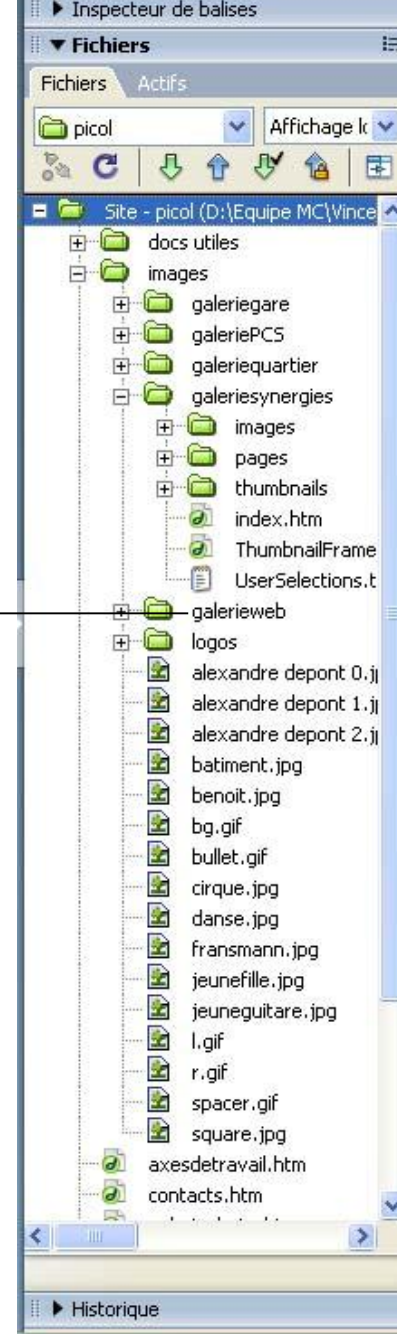 Inspecteur de balises
Fichiers
Fichiers Actifs
picol Affichage lo
Site - picol (D:\Equipe MC\Vince
docs utiles
images
galeriegare
galeriePCS
galeriequartier
galeriesynergies
images
pages
thumbnails
index.htm
ThumbnailFrame
UserSelections.t
galerieweb
logos
alexandre depont 0.j
alexandre depont 1.j
alexandre depont 2.j
batiment.jpg
benoit.jpg
bg.gif
bullet.gif
cirque.jpg
danse.jpg
fransmann.jpg
jeunefille.jpg
jeuneguitare.jpg
l.gif
r.gif
spacer.gif
square.jpg
axesdetravail.htm
contacts.htm
Historique